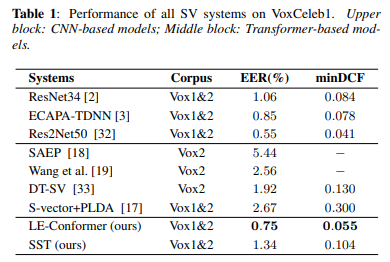 Table 1: Performance of all SV systems on VoxCeleb1. Upper
block: CNN-based models; Middle block: Transformer-based mod-
els.
Systems Corpus EER(%) minDCF
ResNet34 [2] Vox1&2 1.06 0.084
ECAPA-TDNN [3] Vox1&2 0.85 0.078
Res2Net50 [32] Vox1&2 0.55 0.041
SAEP [18] Vox2 5.44 −
Wang et al. [19] Vox2 2.56 −
DT-SV [33] Vox2 1.92 0.130
S-vector+PLDA [17] Vox1&2 2.67 0.300
LE-Conformer (ours) Vox1&2 0.75 0.055
SST (ours) Vox1&2 1.34 0.104